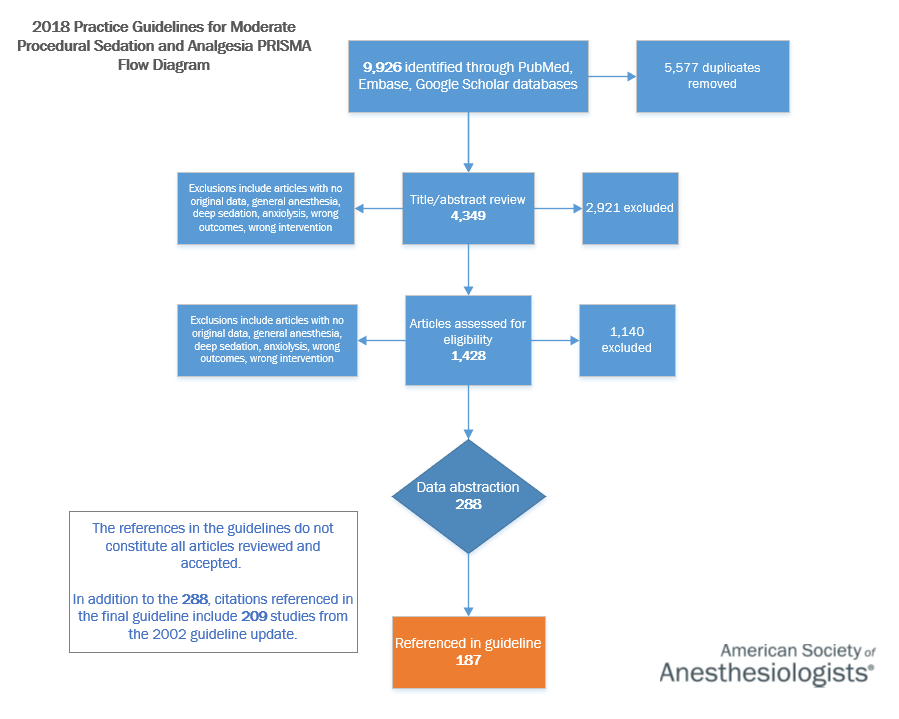 2018 Practice Guidelines for Moderate
Procedural Sedation and Analgesia PRISMA
Flow Diagram
9,926 identified through PubMed,
Embase, Google Scholar databases
5,577 duplicates
removed
Exclusions include articles with no
original data, general anesthesia,
deep sedation, anxiolysis, wrong
outcomes, wrong intervention
Title/abstract review
4,349
2,921 excluded
Exclusions include articles with no
original data, general anesthesia,
deep sedation, anxiolysis, wrong
outcomes, wrong intervention
Articles assessed for
eligibility
1,428
1,140
excluded
Data abstraction
288
The references in the guidelines do not
constitute all articles reviewed and
accepted.
In addition to the 288, citations referenced in
the final guideline include 209 studies from
the 2002 guideline update.
Referenced in guideline
187
American Society of
Anesthesiologists®